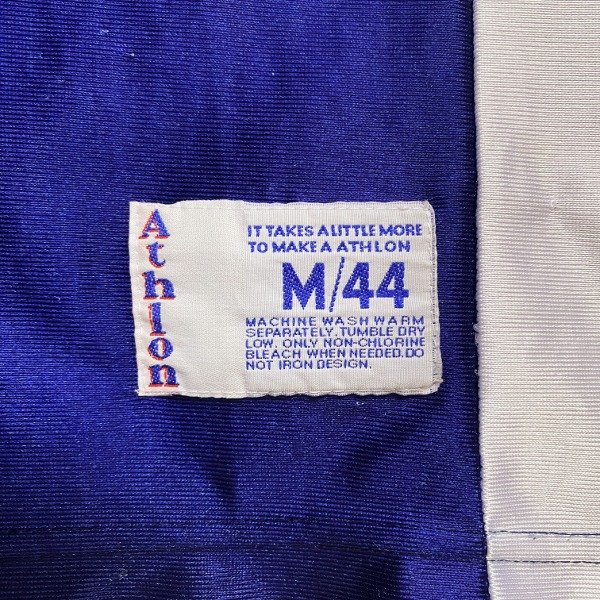 Athlon
IT TAKES A LITTLE MORE
TO MAKE A ATHLON
M/44
MACHINE WASH WARM
SEPARATELY. TUMBLE DRY
LOW. ONLY NON-CHLORINE
BLEACH WHEN NEEDED. DO
NOT IRON DESIGN.